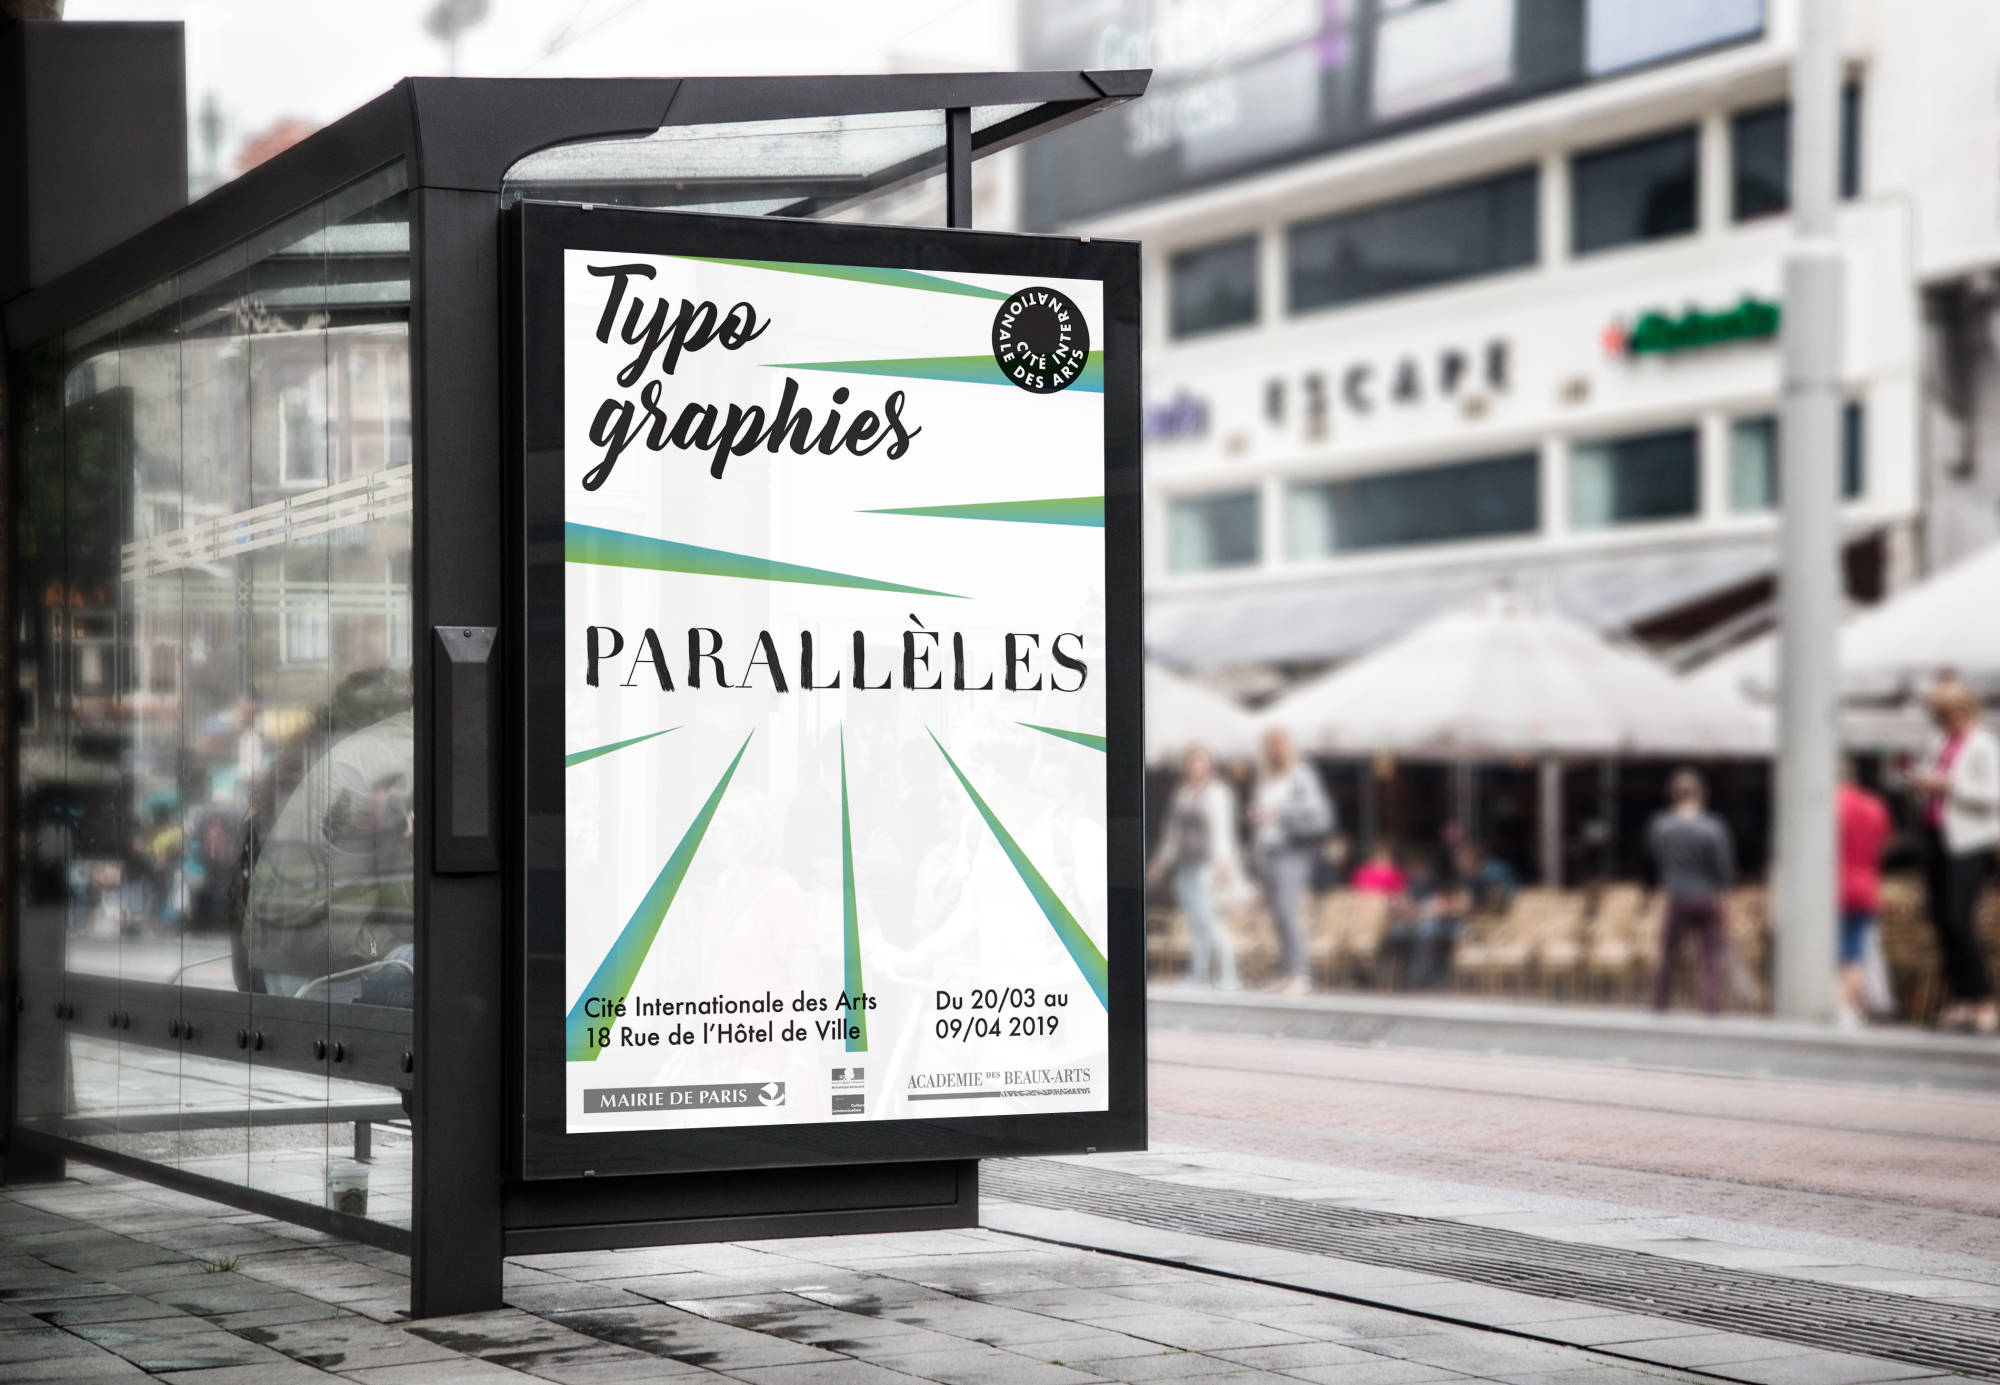 Typo
graphies
CITÉ INTERNATIONALE DES ARTS
PARALLÈLES
Cité Internationale des Arts
18 Rue de l'Hôtel de Ville
Du 20/03 au
09/04 2019
MAIRIE DE PARIS
ACADEMIE DES BEAUX-ARTS
ESCAPE
Heineken